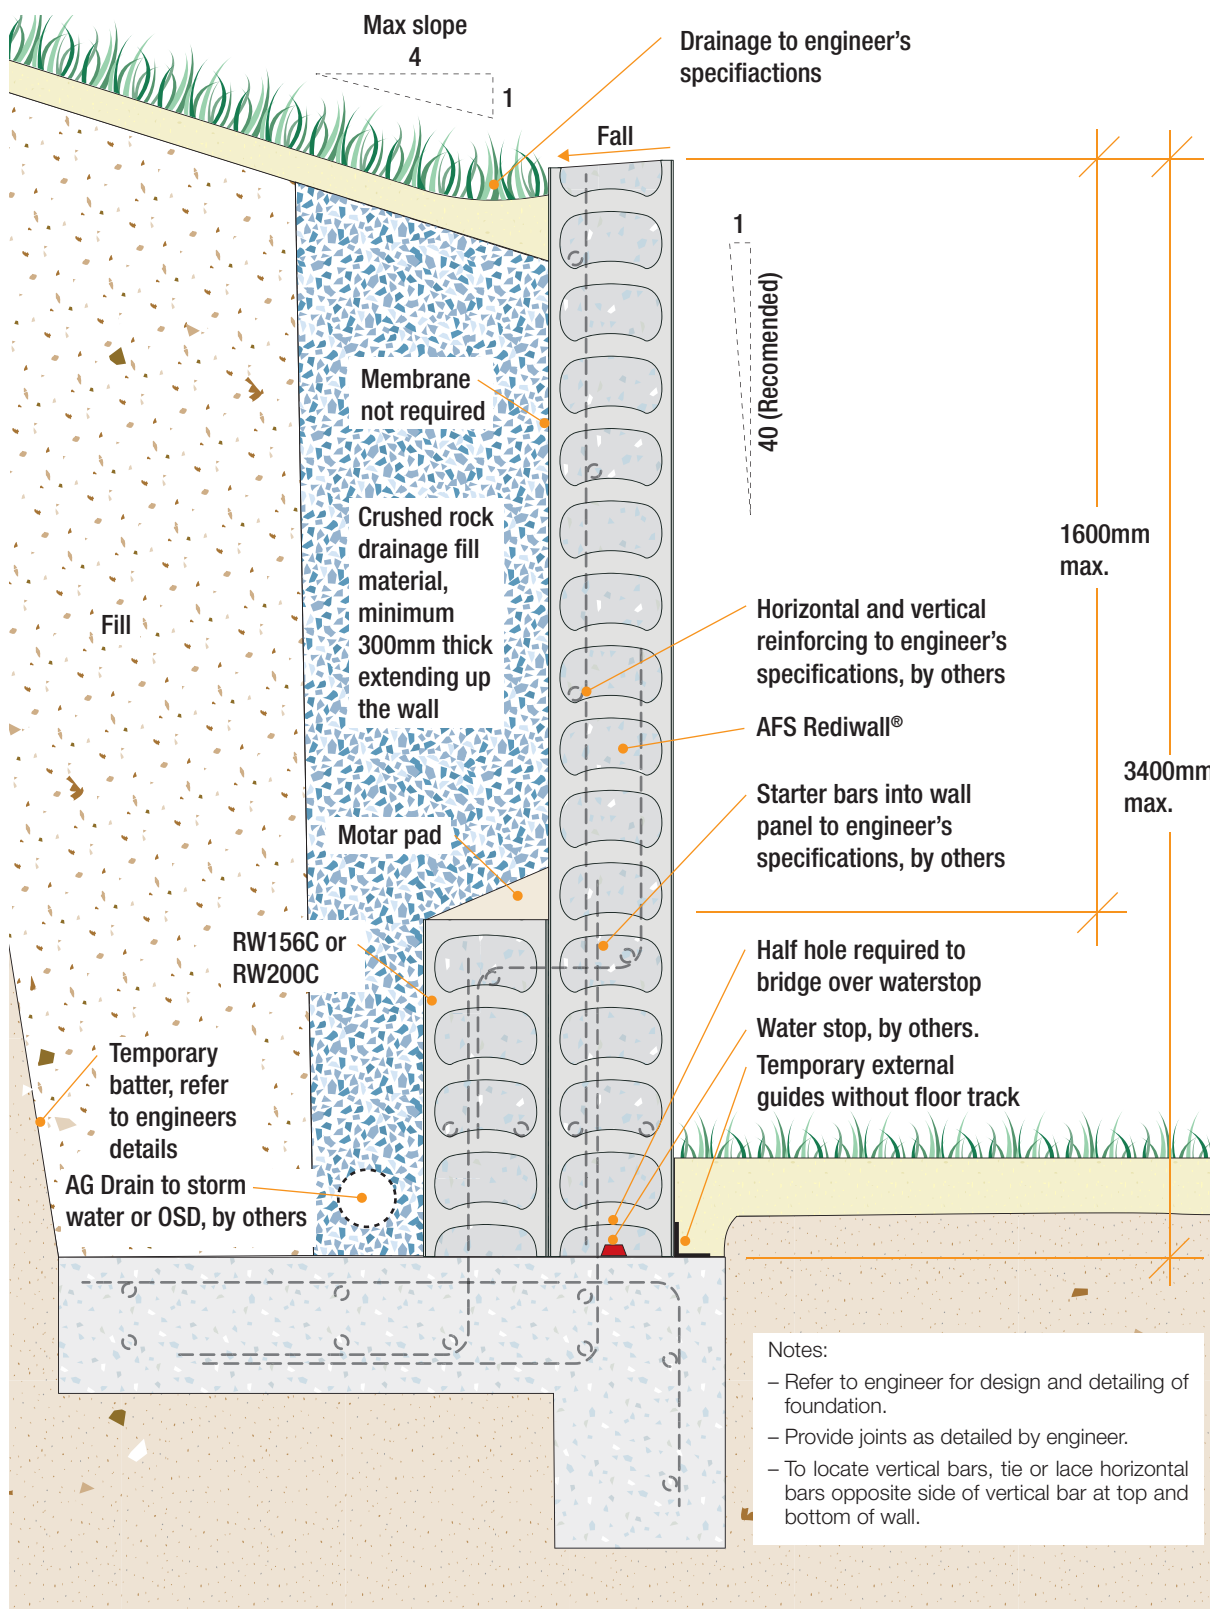 Max slope
4
1
Drainage to engineer's
specifiactions
Fall
1
40 (Recomended)
Membrane
not required
Crushed rock
drainage fill
material,
minimum
300mm thick
extending up
the wall
1600mm
max.
Fill
Horizontal and vertical
reinforcing to engineer's
specifications, by others
AFS Rediwall®
3400mm
max.
Starter bars into wall
panel to engineer's
specifications, by others
Motar pad
RW156C or
RW200C
Half hole required to
bridge over waterstop
Water stop, by others.
Temporary external
guides without floor track
Temporary
batter, refer
to engineers
details
AG Drain to storm
water or OSD, by others
Notes:
– Refer to engineer for design and detailing of
foundation.
– Provide joints as detailed by engineer.
– To locate vertical bars, tie or lace horizontal
bars opposite side of vertical bar at top and
bottom of wall.